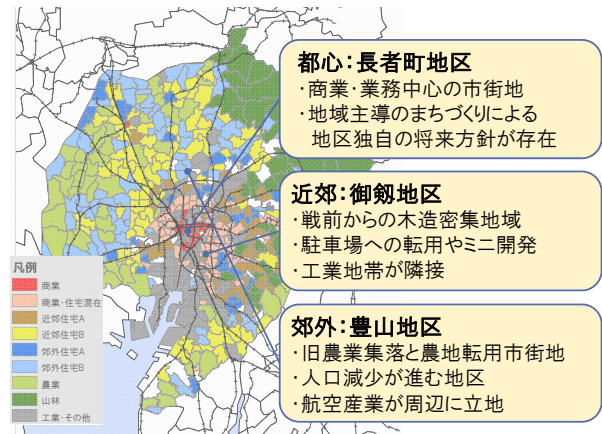 都心：長者町地区
・商業・業務中心の市街地
・地域主導のまちづくりによる
地区独自の将来方針が存在
近郊：御剱地区
・戦前からの木造密集地域
・駐車場への転用やミニ開発
・工業地帯が隣接
郊外：豊山地区
・旧農業集落と農地転用市街地
・人口減少が進む地区
・航空産業が周辺に立地
凡例
商業
商業・住宅混在
近郊住宅A
近郊住宅B
郊外住宅A
郊外住宅B
農業
山林
工業・その他